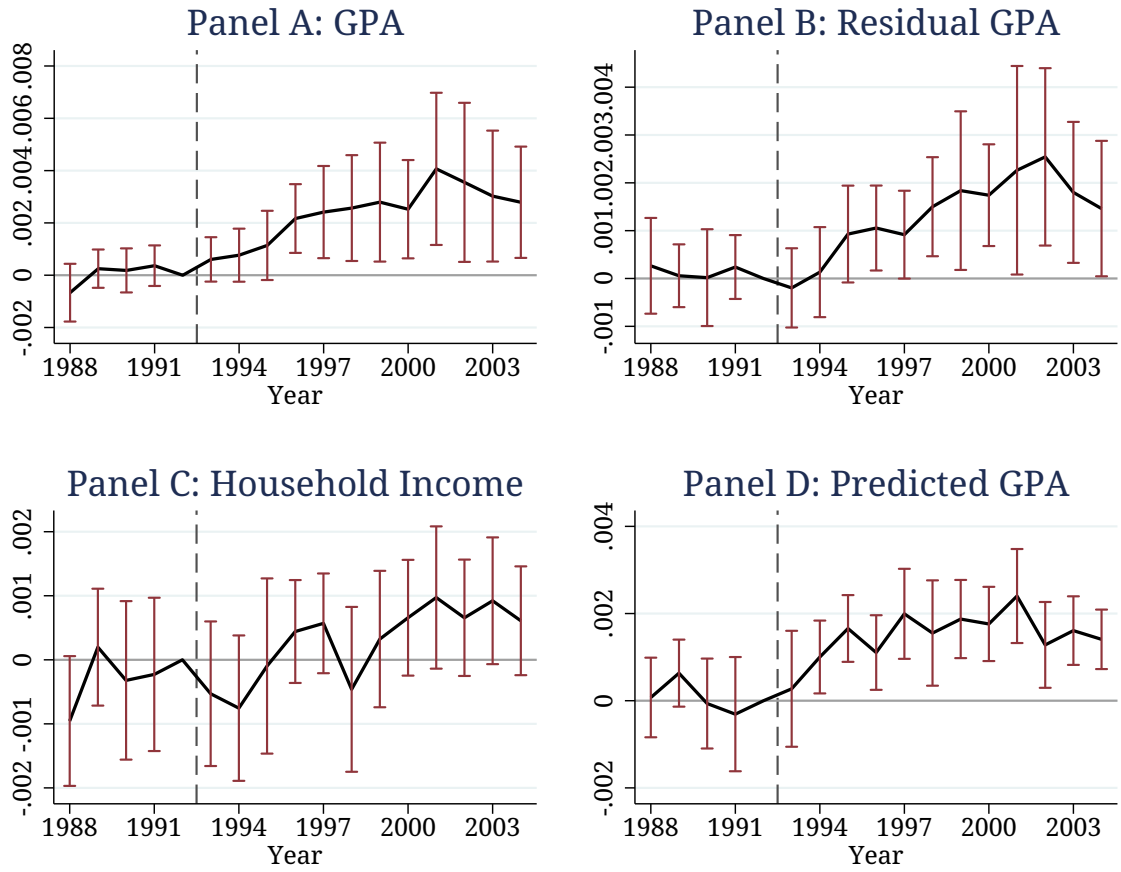 Panel A: GPA
.008
.006
.004
.002
0
-.002
1988 1991 1994 1997 2000 2003
Year
Panel B: Residual GPA
.004
.003
.002
.001
0
-.001
1988 1991 1994 1997 2000 2003
Year
Panel C: Household Income
.002
.001
0
-.001
-.002
1988 1991 1994 1997 2000 2003
Year
Panel D: Predicted GPA
.004
.002
0
-.002
1988 1991 1994 1997 2000 2003
Year